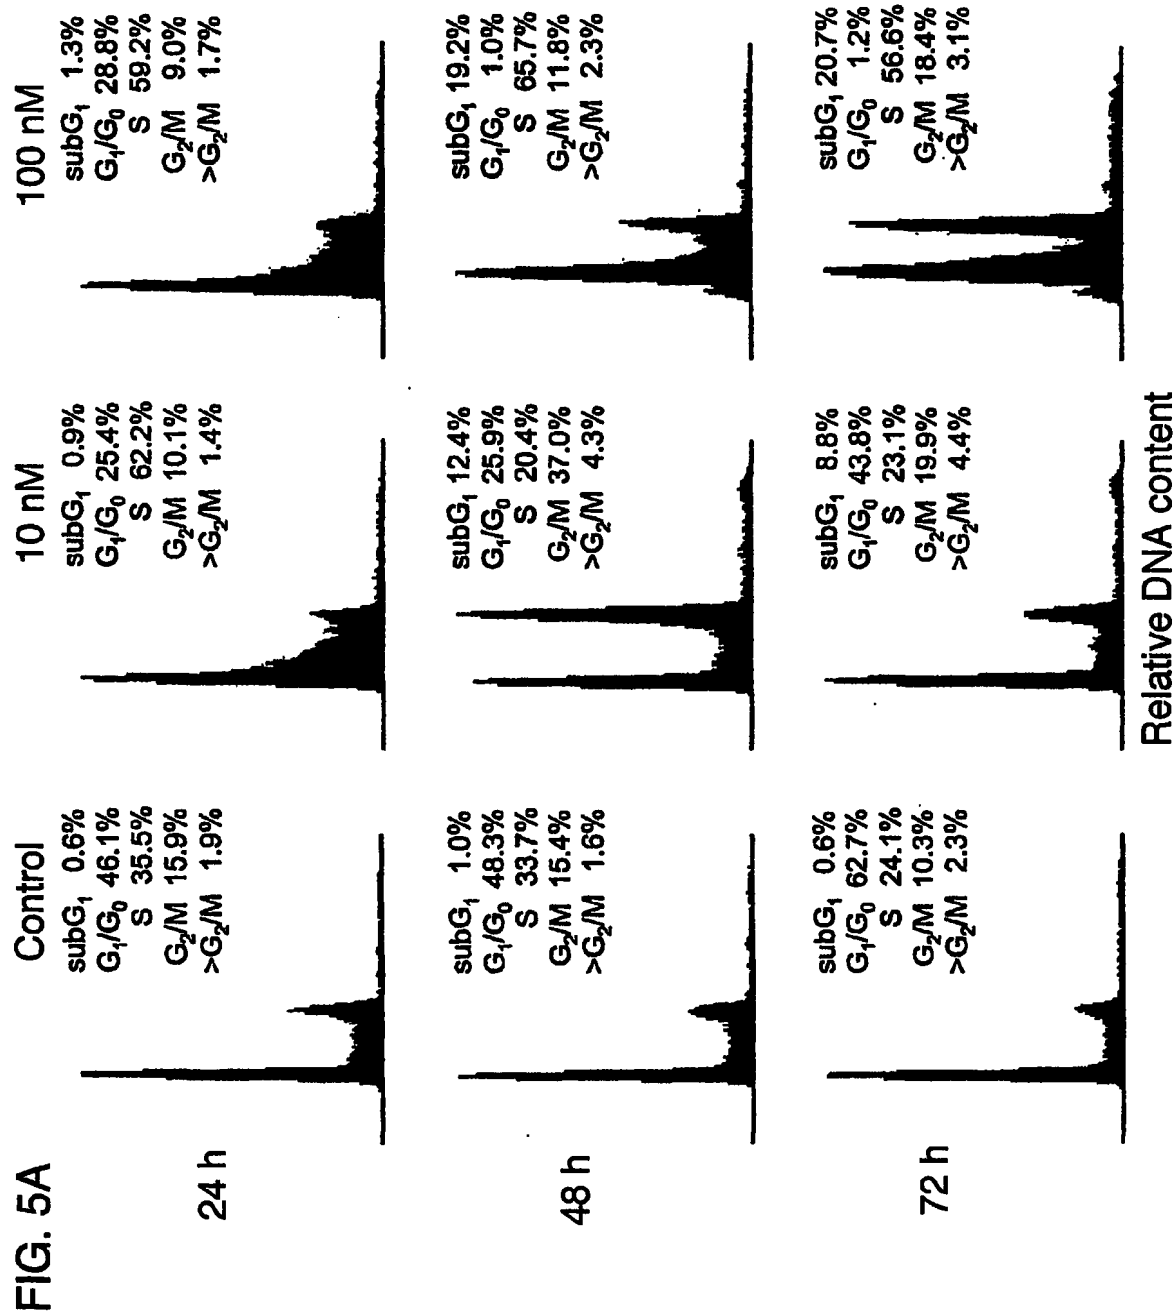 FIG. 5A
Control
10 nM
100 nM
24 h
subG₁ 0.6%
G₁/G₀ 46.1%
S 35.5%
G₂/M 15.9%
>G₂/M 1.9%
subG₁ 0.9%
G₁/G₀ 25.4%
S 62.2%
G₂/M 10.1%
>G₂/M 1.4%
subG₁ 1.3%
G₁/G₀ 28.8%
S 59.2%
G₂/M 9.0%
>G₂/M 1.7%
48 h
subG₁ 1.0%
G₁/G₀ 48.3%
S 33.7%
G₂/M 15.4%
>G₂/M 1.6%
subG₁ 12.4%
G₁/G₀ 25.9%
S 20.4%
G₂/M 37.0%
>G₂/M 4.3%
subG₁ 19.2%
G₁/G₀ 1.0%
S 65.7%
G₂/M 11.8%
>G₂/M 2.3%
72 h
subG₁ 0.6%
G₁/G₀ 62.7%
S 24.1%
G₂/M 10.3%
>G₂/M 2.3%
subG₁ 8.8%
G₁/G₀ 43.8%
S 23.1%
G₂/M 19.9%
>G₂/M 4.4%
subG₁ 20.7%
G₁/G₀ 1.2%
S 56.6%
G₂/M 18.4%
>G₂/M 3.1%
Relative DNA content